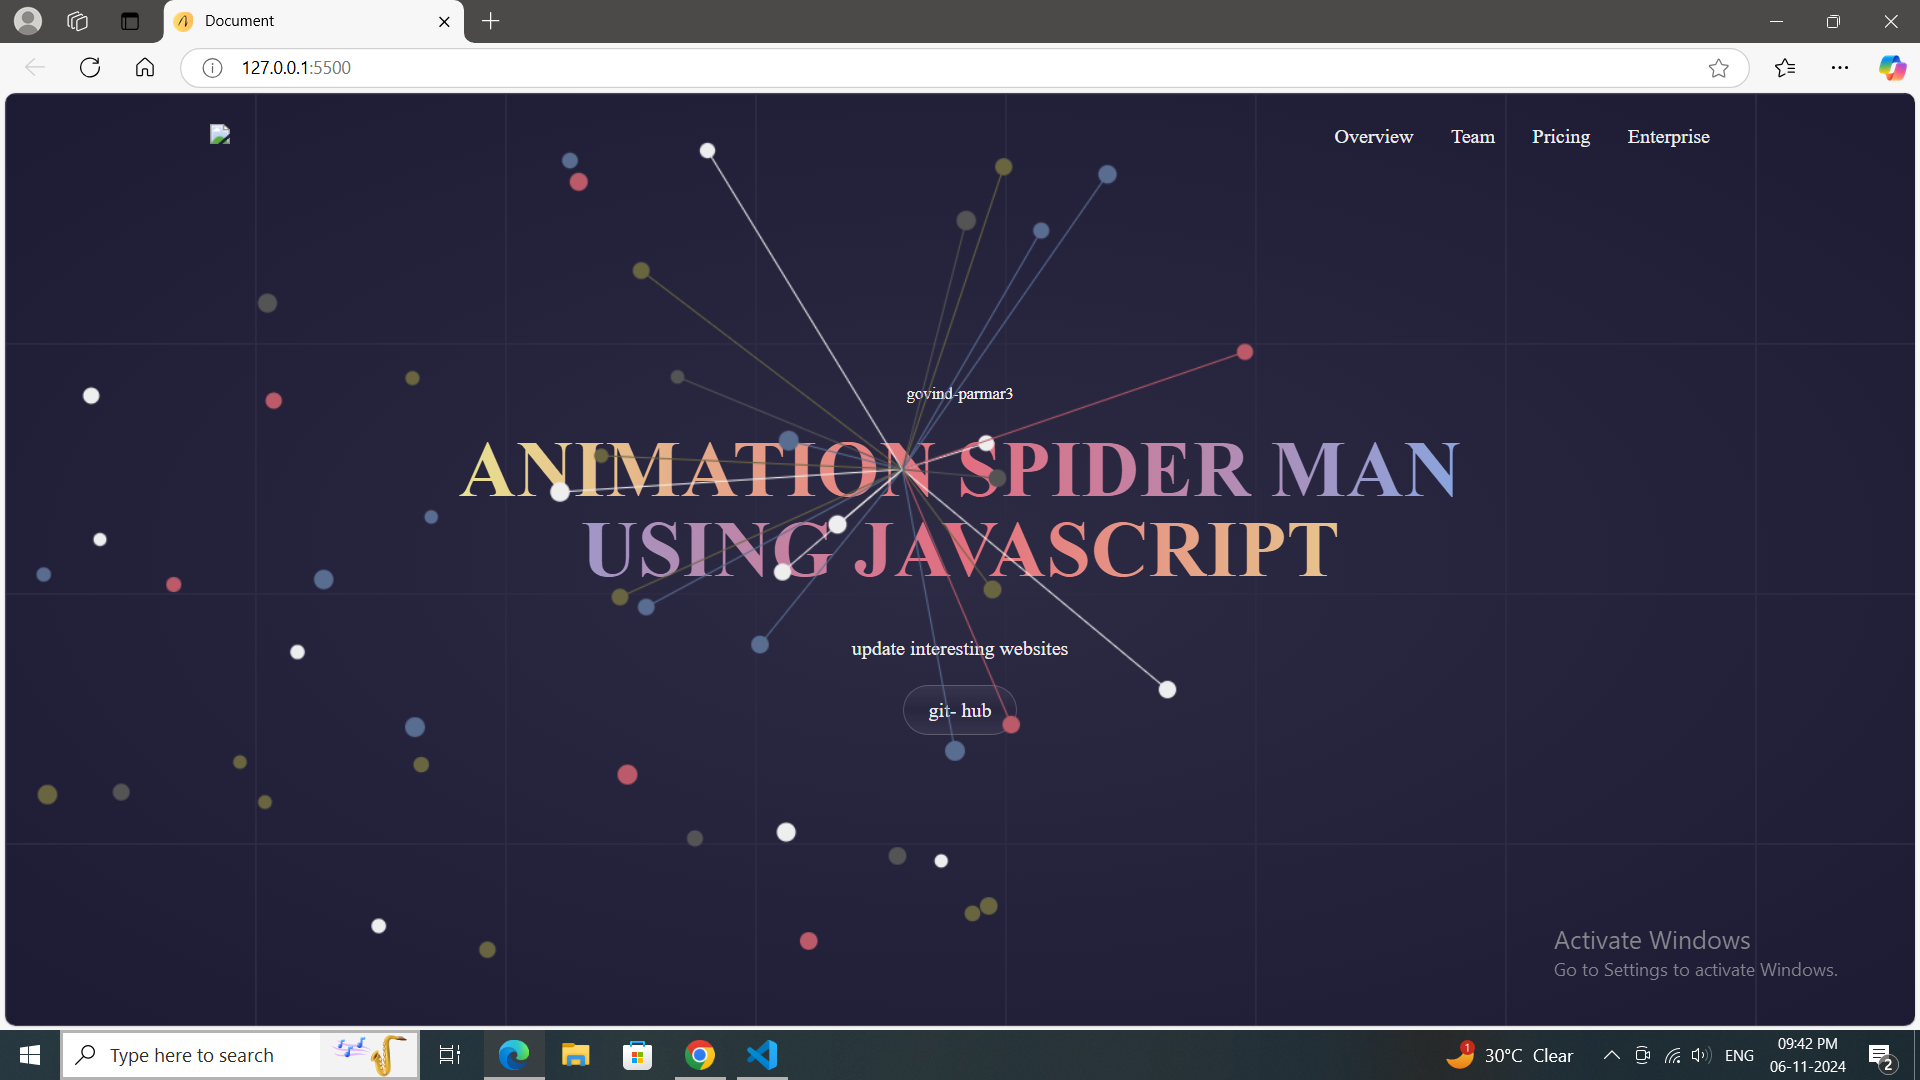 Document
127.0.0.1:5500
Overview Team Pricing Enterprise
govind-parmar3
ANIMATION SPIDER MAN
USING JAVASCRIPT
update interesting websites
git- hub
Activate Windows
Go to Settings to activate Windows.
Type here to search
1
30°C Clear
ENG
09:42 PM
06-11-2024
2